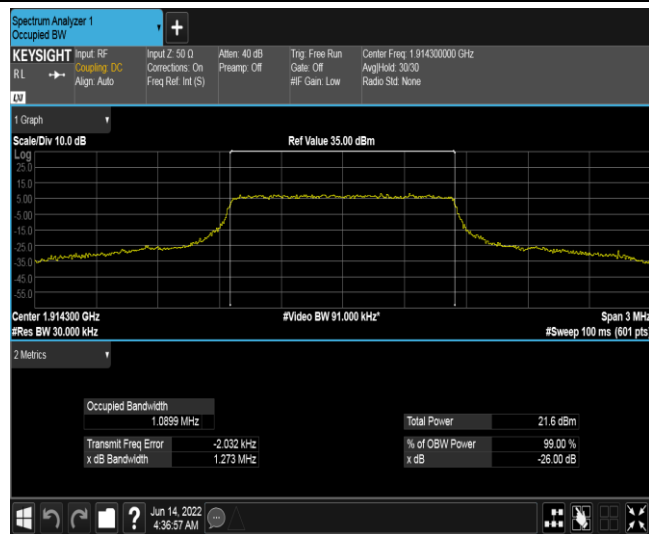 Spectrum Analyzer 1
Occupied BW
+
KEYSIGHT Input: RF Input Z: 50 Ω Atten: 40 dB Trig: Free Run Center Freq: 1.914300000 GHz
RL Coupling: DC Corrections: On Preamp: Off Gate: Off Avg|Hold: 30/30
Align: Auto Freq Ref: Int (S) #IF Gain: Low Radio Std: None
LXI
1 Graph
Scale/Div 10.0 dB Ref Value 35.00 dBm
Log
25.0
15.0
5.00
-5.00
-15.0
-25.0
-35.0
-45.0
-55.0
Center 1.914300 GHz #Video BW 91.000 kHz* Span 3 MHz
#Res BW 30.000 kHz #Sweep 100 ms (601 pts)
2 Metrics
Occupied Bandwidth
1.0899 MHz Total Power 21.6 dBm
Transmit Freq Error -2.032 kHz % of OBW Power 99.00 %
x dB Bandwidth 1.273 MHz x dB -26.00 dB
? Jun 14, 2022
4:36:57 AM